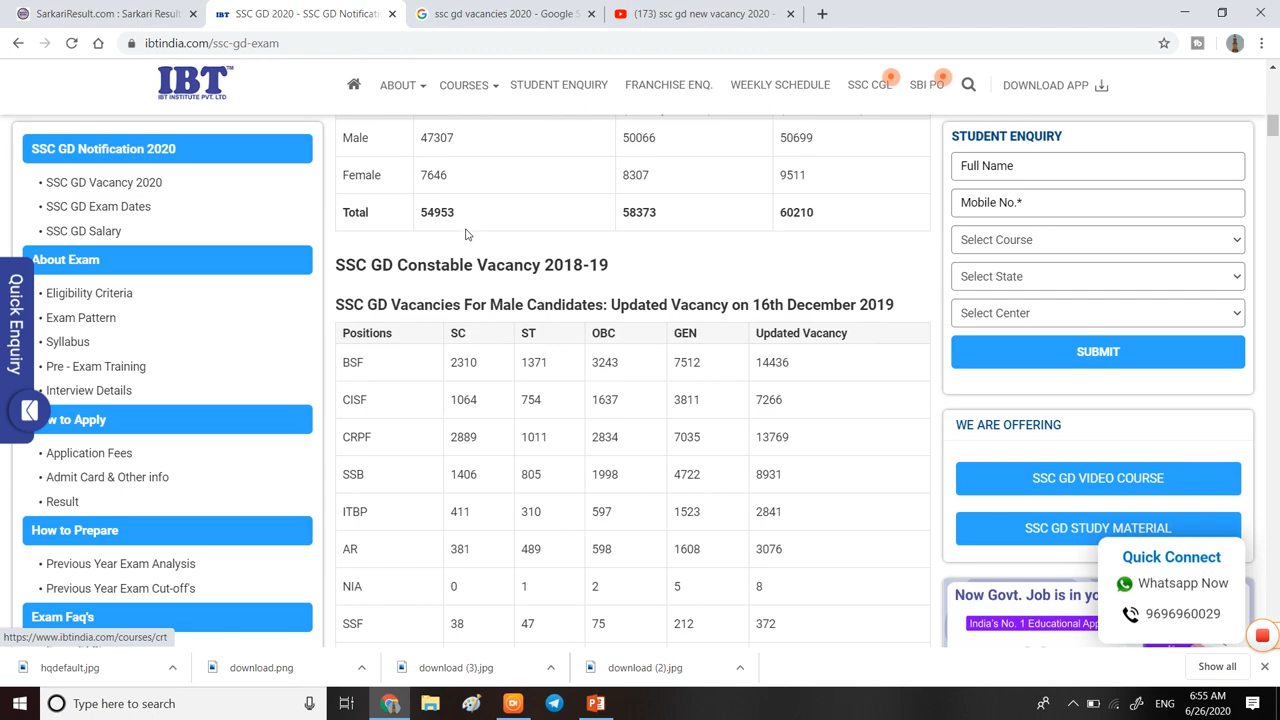 SarkariResult.com : Sarkari Resu
SSC GD 2020 - SSC GD Notificati
ssc gd vacancies 2020 - Google S
(173) ssc gd new vacancy 2020 -
ibtindia.com/ssc-gd-exam
IBT
IBT INSTITUTE PVT. LTD
ABOUT
COURSES
STUDENT ENQUIRY
FRANCHISE ENQ.
WEEKLY SCHEDULE
SSC CGL
SBI PO
DOWNLOAD APP
SSC GD Notification 2020
• SSC GD Vacancy 2020
• SSC GD Exam Dates
• SSC GD Salary
About Exam
• Eligibility Criteria
• Exam Pattern
• Syllabus
• Pre - Exam Training
• Interview Details
w to Apply
• Application Fees
• Admit Card & Other info
• Result
How to Prepare
• Previous Year Exam Analysis
• Previous Year Exam Cut-off's
Exam Faq's
Quick Enquiry
https://www.ibtindia.com/courses/crt
Male 47307 50066 50699
Female 7646 8307 9511
Total 54953 58373 60210
SSC GD Constable Vacancy 2018-19
SSC GD Vacancies For Male Candidates: Updated Vacancy on 16th December 2019
Positions SC ST OBC GEN Updated Vacancy
BSF 2310 1371 3243 7512 14436
CISF 1064 754 1637 3811 7266
CRPF 2889 1011 2834 7035 13769
SSB 1406 805 1998 4722 8931
ITBP 411 310 597 1523 2841
AR 381 489 598 1608 3076
NIA 0 1 2 5 8
SSF 38 47 75 212 372
STUDENT ENQUIRY
Full Name
Mobile No.*
Select Course
Select State
Select Center
SUBMIT
WE ARE OFFERING
SSC GD VIDEO COURSE
SSC GD STUDY MATERIAL
Quick Connect
Whatsapp Now
9696960029
Now Govt. Job is in yo
India's No. 1 Educational App
hqdefault.jpg
download.png
download (3).jpg
download (2).jpg
Show all
Type here to search
ENG
6:55 AM
6/26/2020